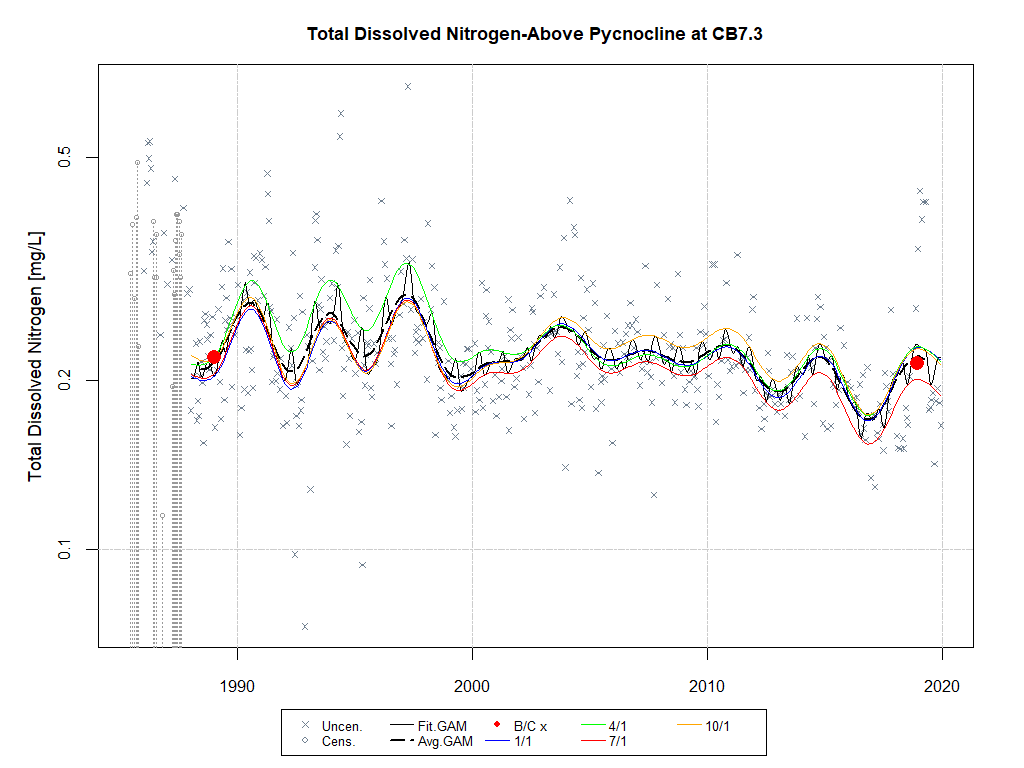 Total Dissolved Nitrogen-Above Pycnocline at CB7.3
Total Dissolved Nitrogen [mg/L]
0.5
0.2
0.1
1990 2000 2010 2020
Uncen. Fit.GAM B/C x 4/1 10/1
Cens. Avg.GAM 1/1 7/1